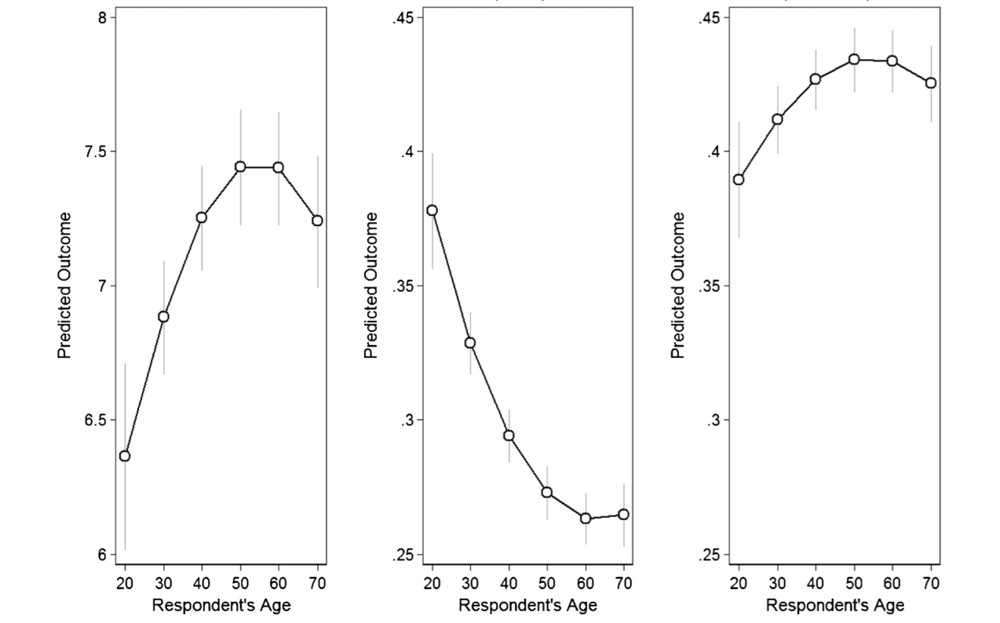 8
7.5
7
6.5
6
Predicted Outcome
20 30 40 50 60 70
Respondent's Age
.45
.4
.35
.3
.25
Predicted Outcome
20 30 40 50 60 70
Respondent's Age
.45
.4
.35
.3
.25
Predicted Outcome
20 30 40 50 60 70
Respondent's Age